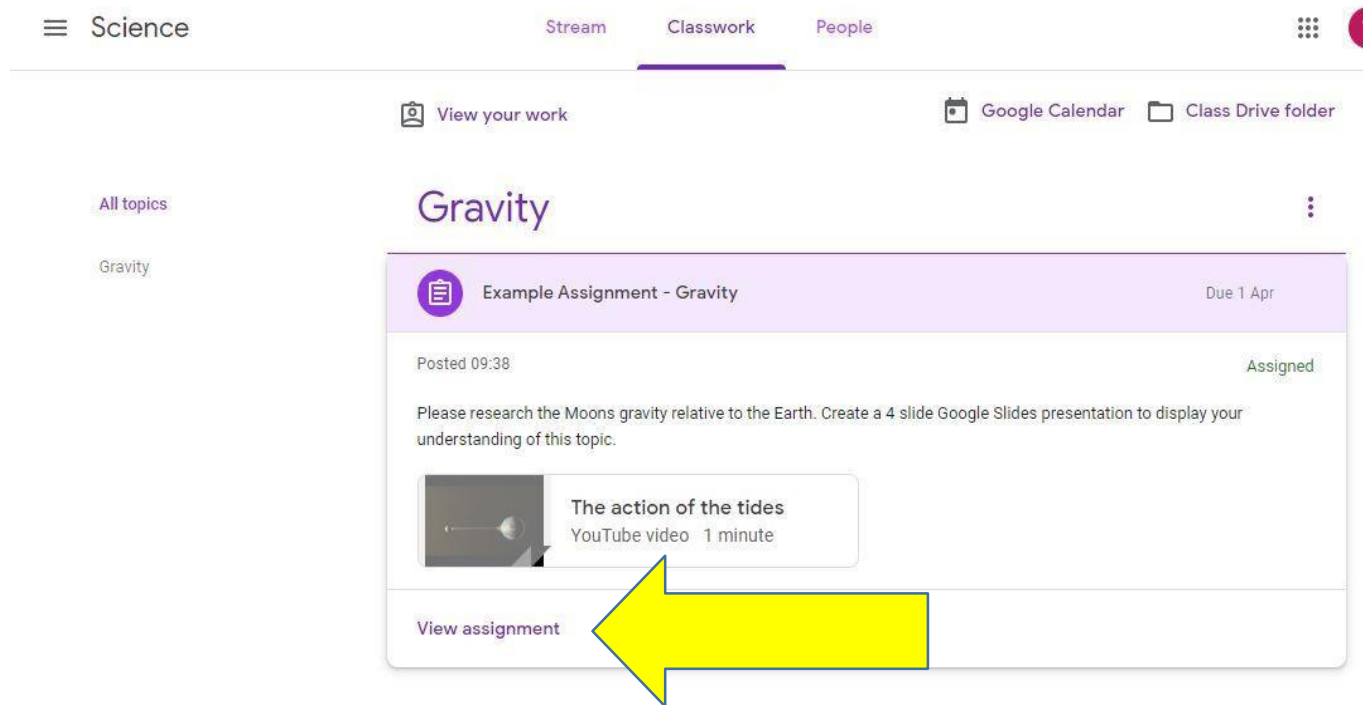 Science
Stream Classwork People
View your work
Google Calendar Class Drive folder
All topics
Gravity
Gravity
Example Assignment - Gravity Due 1 Apr
Posted 09:38 Assigned
Please research the Moons gravity relative to the Earth. Create a 4 slide Google Slides presentation to display your
understanding of this topic.
The action of the tides
YouTube video 1 minute
View assignment